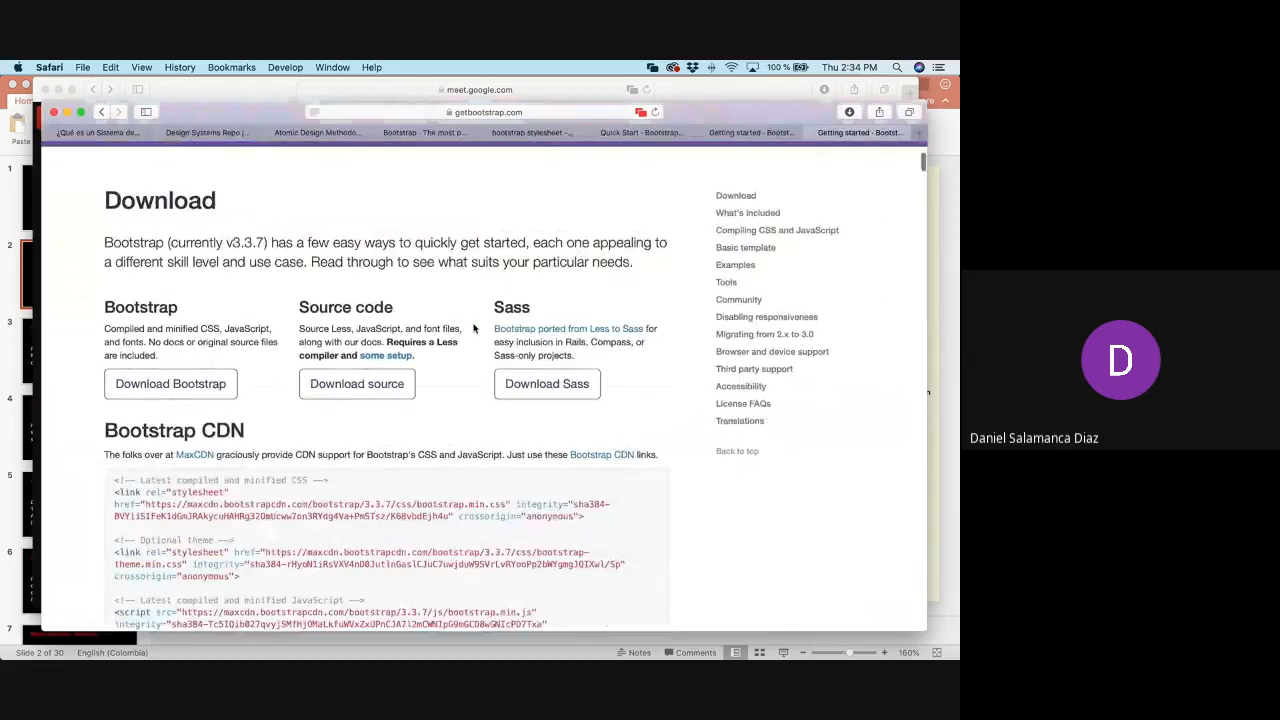 Safari File Edit View History Bookmarks Develop Window Help
100 % Thu 2:34 PM
meet.google.com
getbootstrap.com
¿Qué es un Sistema de...
Design Systems Repo |...
Atomic Design Methodo...
Bootstrap · The most p...
bootstrap stylesheet -...
Quick Start - Bootstrap...
Getting started · Bootst...
Getting started · Bootst...
Paste
Download
Bootstrap (currently v3.3.7) has a few easy ways to quickly get started, each one appealing to
a different skill level and use case. Read through to see what suits your particular needs.
Bootstrap
Compiled and minified CSS, JavaScript,
and fonts. No docs or original source files
are included.
Download Bootstrap
Source code
Source Less, JavaScript, and font files,
along with our docs. Requires a Less
compiler and some setup.
Download source
Sass
Bootstrap ported from Less to Sass for
easy inclusion in Rails, Compass, or
Sass-only projects.
Download Sass
Bootstrap CDN
The folks over at MaxCDN graciously provide CDN support for Bootstrap's CSS and JavaScript. Just use these Bootstrap CDN links.
<!-- Latest compiled and minified CSS -->
<link rel="stylesheet"
href="https://maxcdn.bootstrapcdn.com/bootstrap/3.3.7/css/bootstrap.min.css" integrity="sha384-
crossorigin="anonymous">
<!-- Optional theme -->
<link rel="stylesheet" href="https://maxcdn.bootstrapcdn.com/bootstrap/3.3.7/css/bootstrap-
theme.min.css"
crossorigin="anonymous">
<!-- Latest compiled and minified JavaScript -->
<script src="https://maxcdn.bootstrapcdn.com/bootstrap/3.3.7/js/bootstrap.min.js"
Download
What's included
Compiling CSS and JavaScript
Basic template
Examples
Tools
Community
Disabling responsiveness
Migrating from 2.x to 3.0
Browser and device support
Third party support
Accessibility
License FAQs
Translations
Back to top
1
2
3
4
5
6
7
Slide 2 of 30 English (Colombia) Notes Comments 160%
D
Daniel Salamanca Diaz